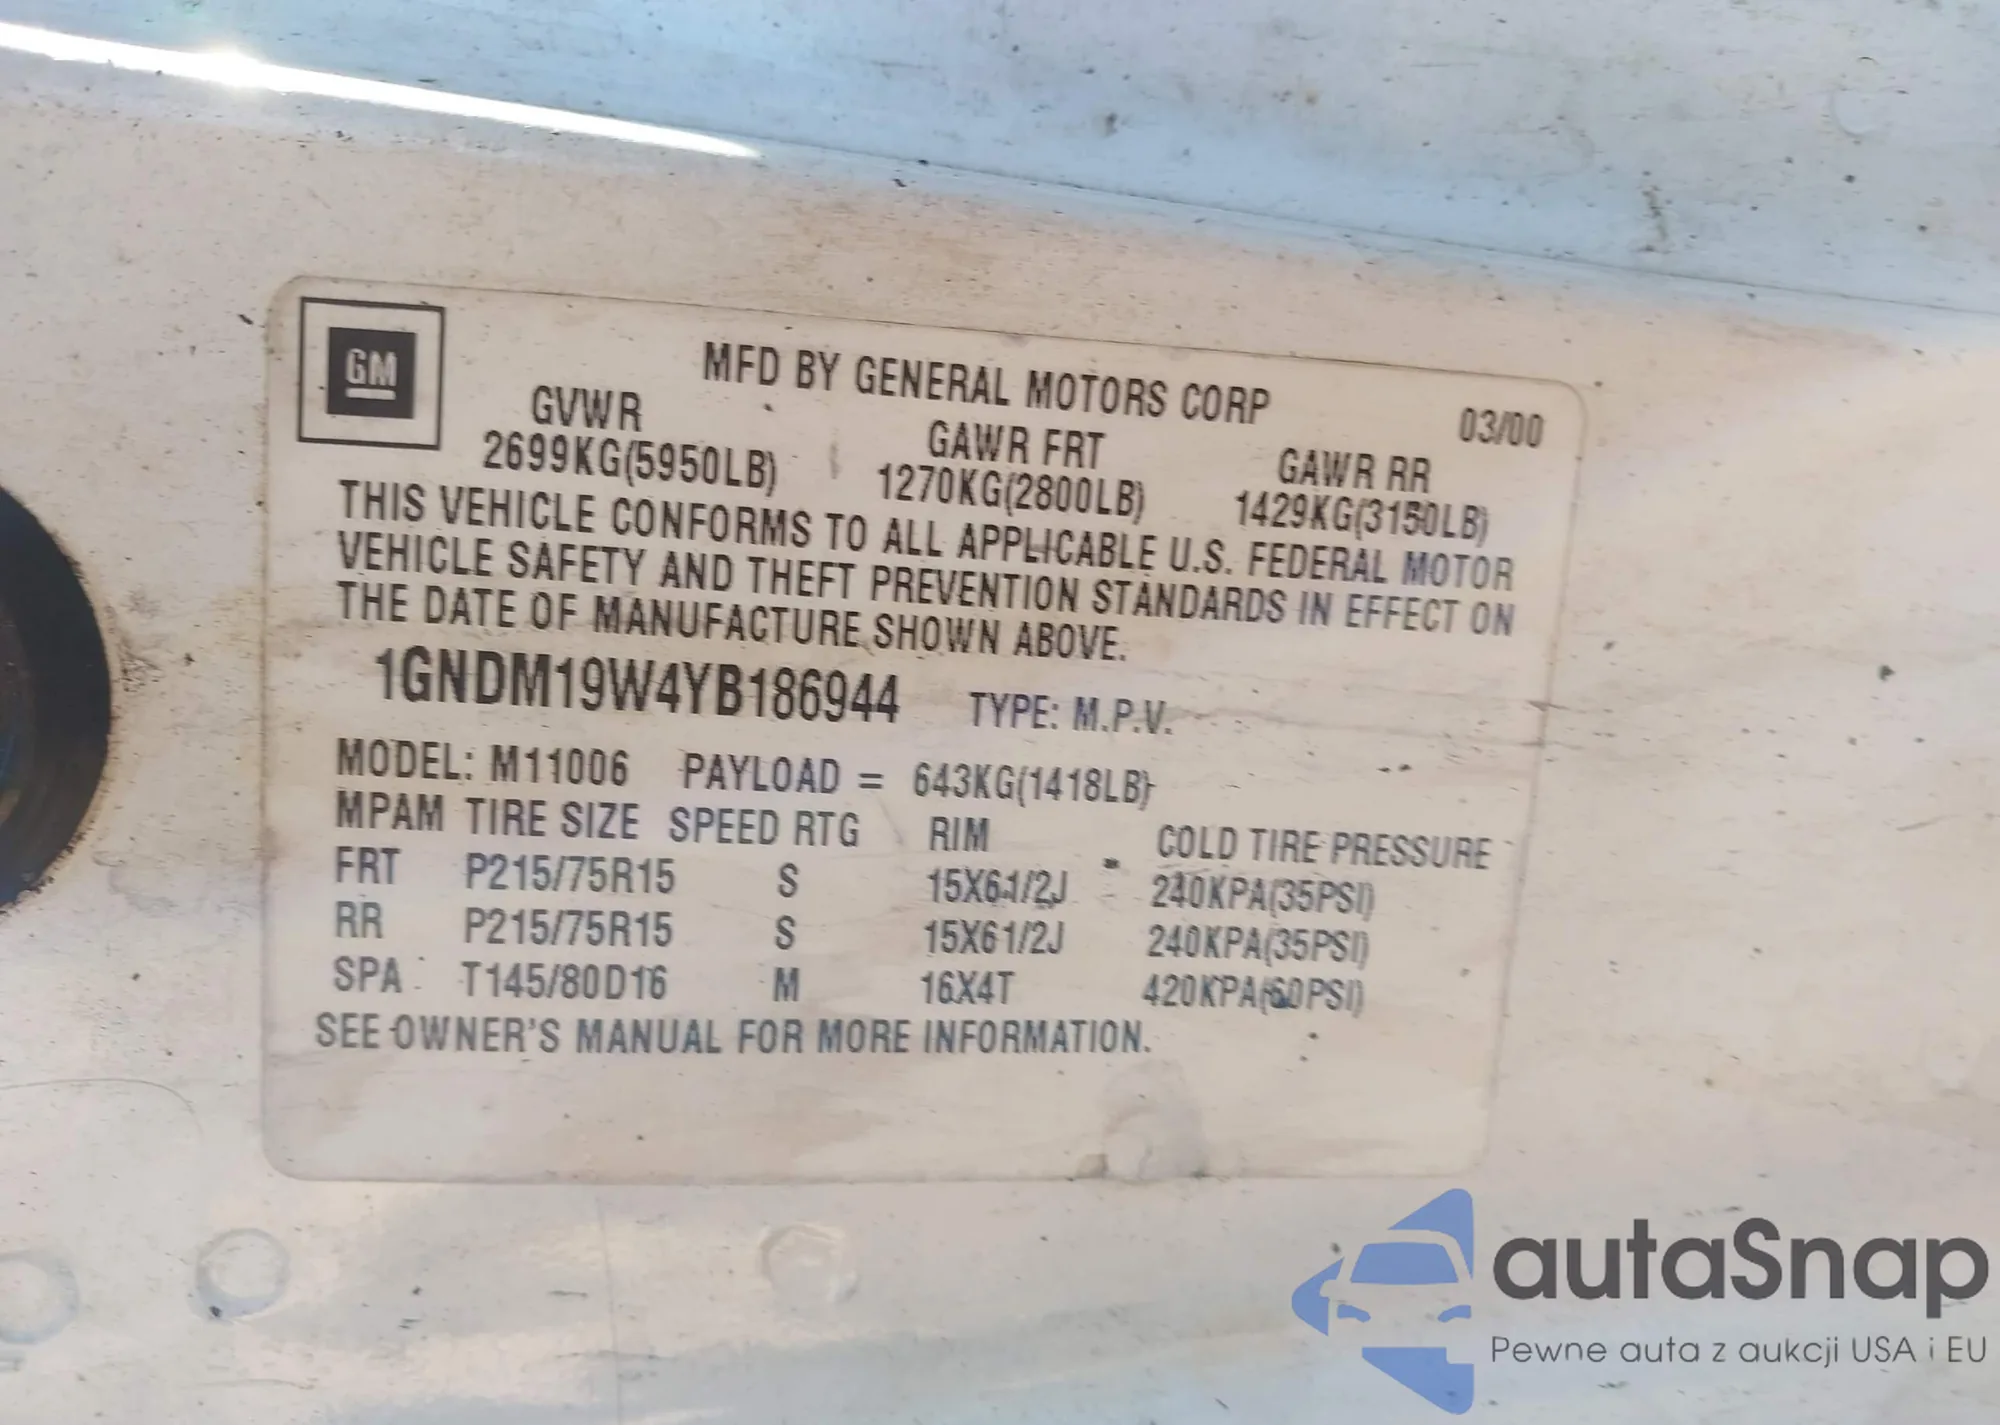 GM
MFD BY GENERAL MOTORS CORP 03/00
GVWR GAWR FRT GAWR RR
2699KG(5950LB) 1270KG(2800LB) 1429KG(3150LB)
THIS VEHICLE CONFORMS TO ALL APPLICABLE U.S. FEDERAL MOTOR
VEHICLE SAFETY AND THEFT PREVENTION STANDARDS IN EFFECT ON
THE DATE OF MANUFACTURE SHOWN ABOVE.
1GNDM19W4YB186944 TYPE: M.P.V.
MODEL: M11006 PAYLOAD = 643KG(1418LB)
MPAM TIRE SIZE SPEED RTG RIM COLD TIRE PRESSURE
FRT P215/75R15 S 15X61/2J 240KPA(35PSI)
RR P215/75R15 S 15X61/2J 240KPA(35PSI)
SPA T145/80D16 M 16X4T 420KPA(60PSI)
SEE OWNER'S MANUAL FOR MORE INFORMATION.
autaSnap
Pewne auta z aukcji USA i EU